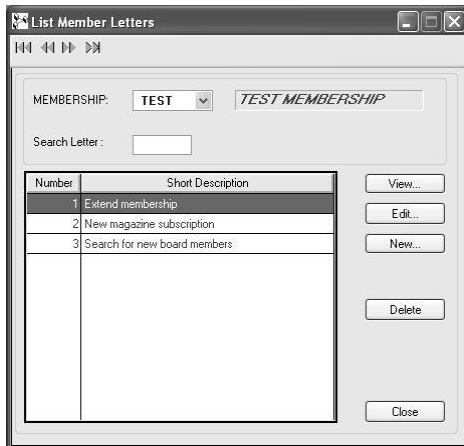 List Member Letters
MEMBERSHIP: TEST TEST MEMBERSHIP
Search Letter :
Number Short Description
1 Extend membership
2 New magazine subscription
3 Search for new board members
View...
Edit...
New...
Delete
Close